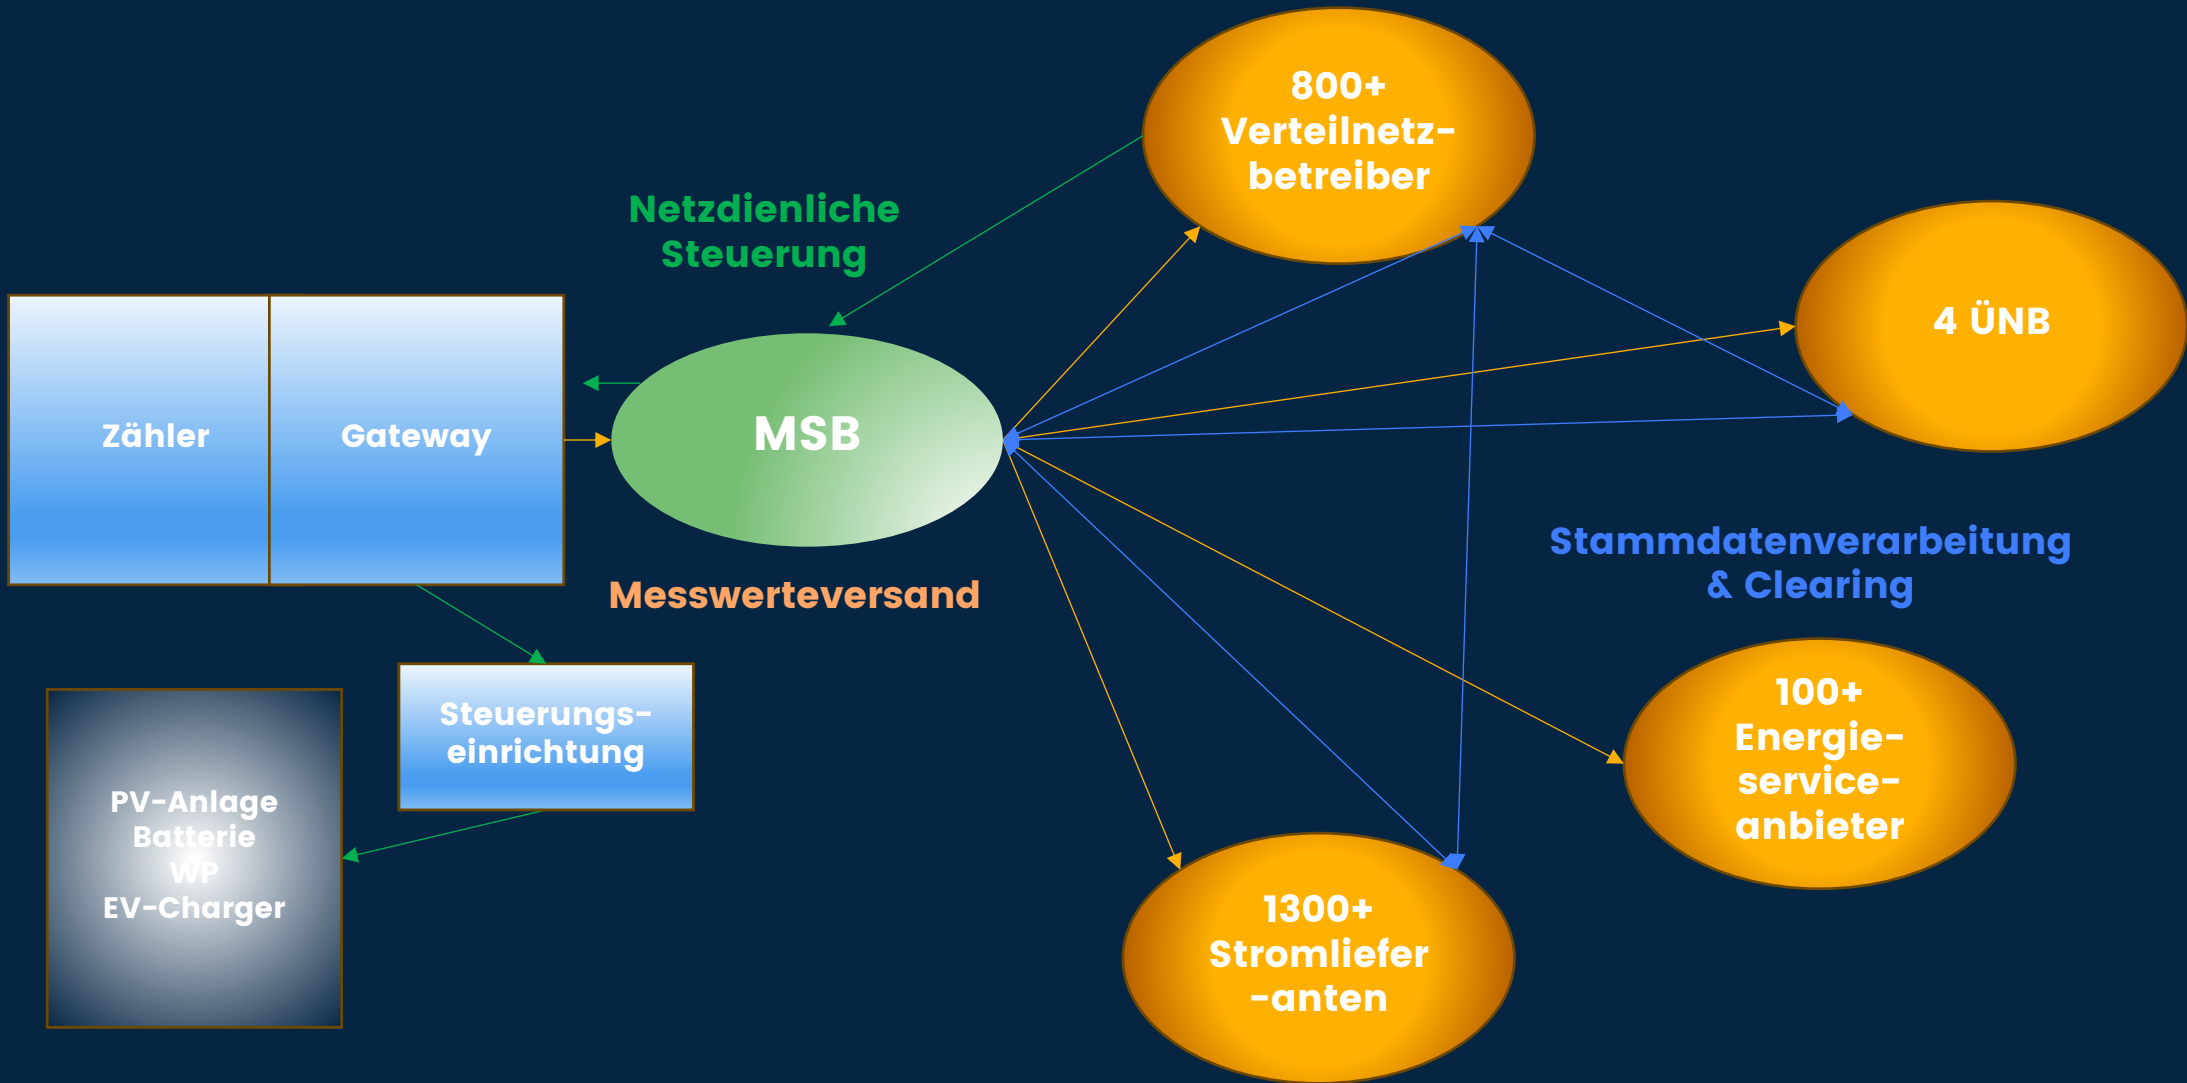 800+
Verteilnetz-
betreiber
Netzdienliche
Steuerung
4 ÜNB
Zähler
Gateway
MSB
Stammdatenverarbeitung
& Clearing
Messwerteversand
Steuerungs-
einrichtung
100+
Energie-
service-
anbieter
PV-Anlage
Batterie
WP
EV-Charger
1300+
Stromliefer
-anten